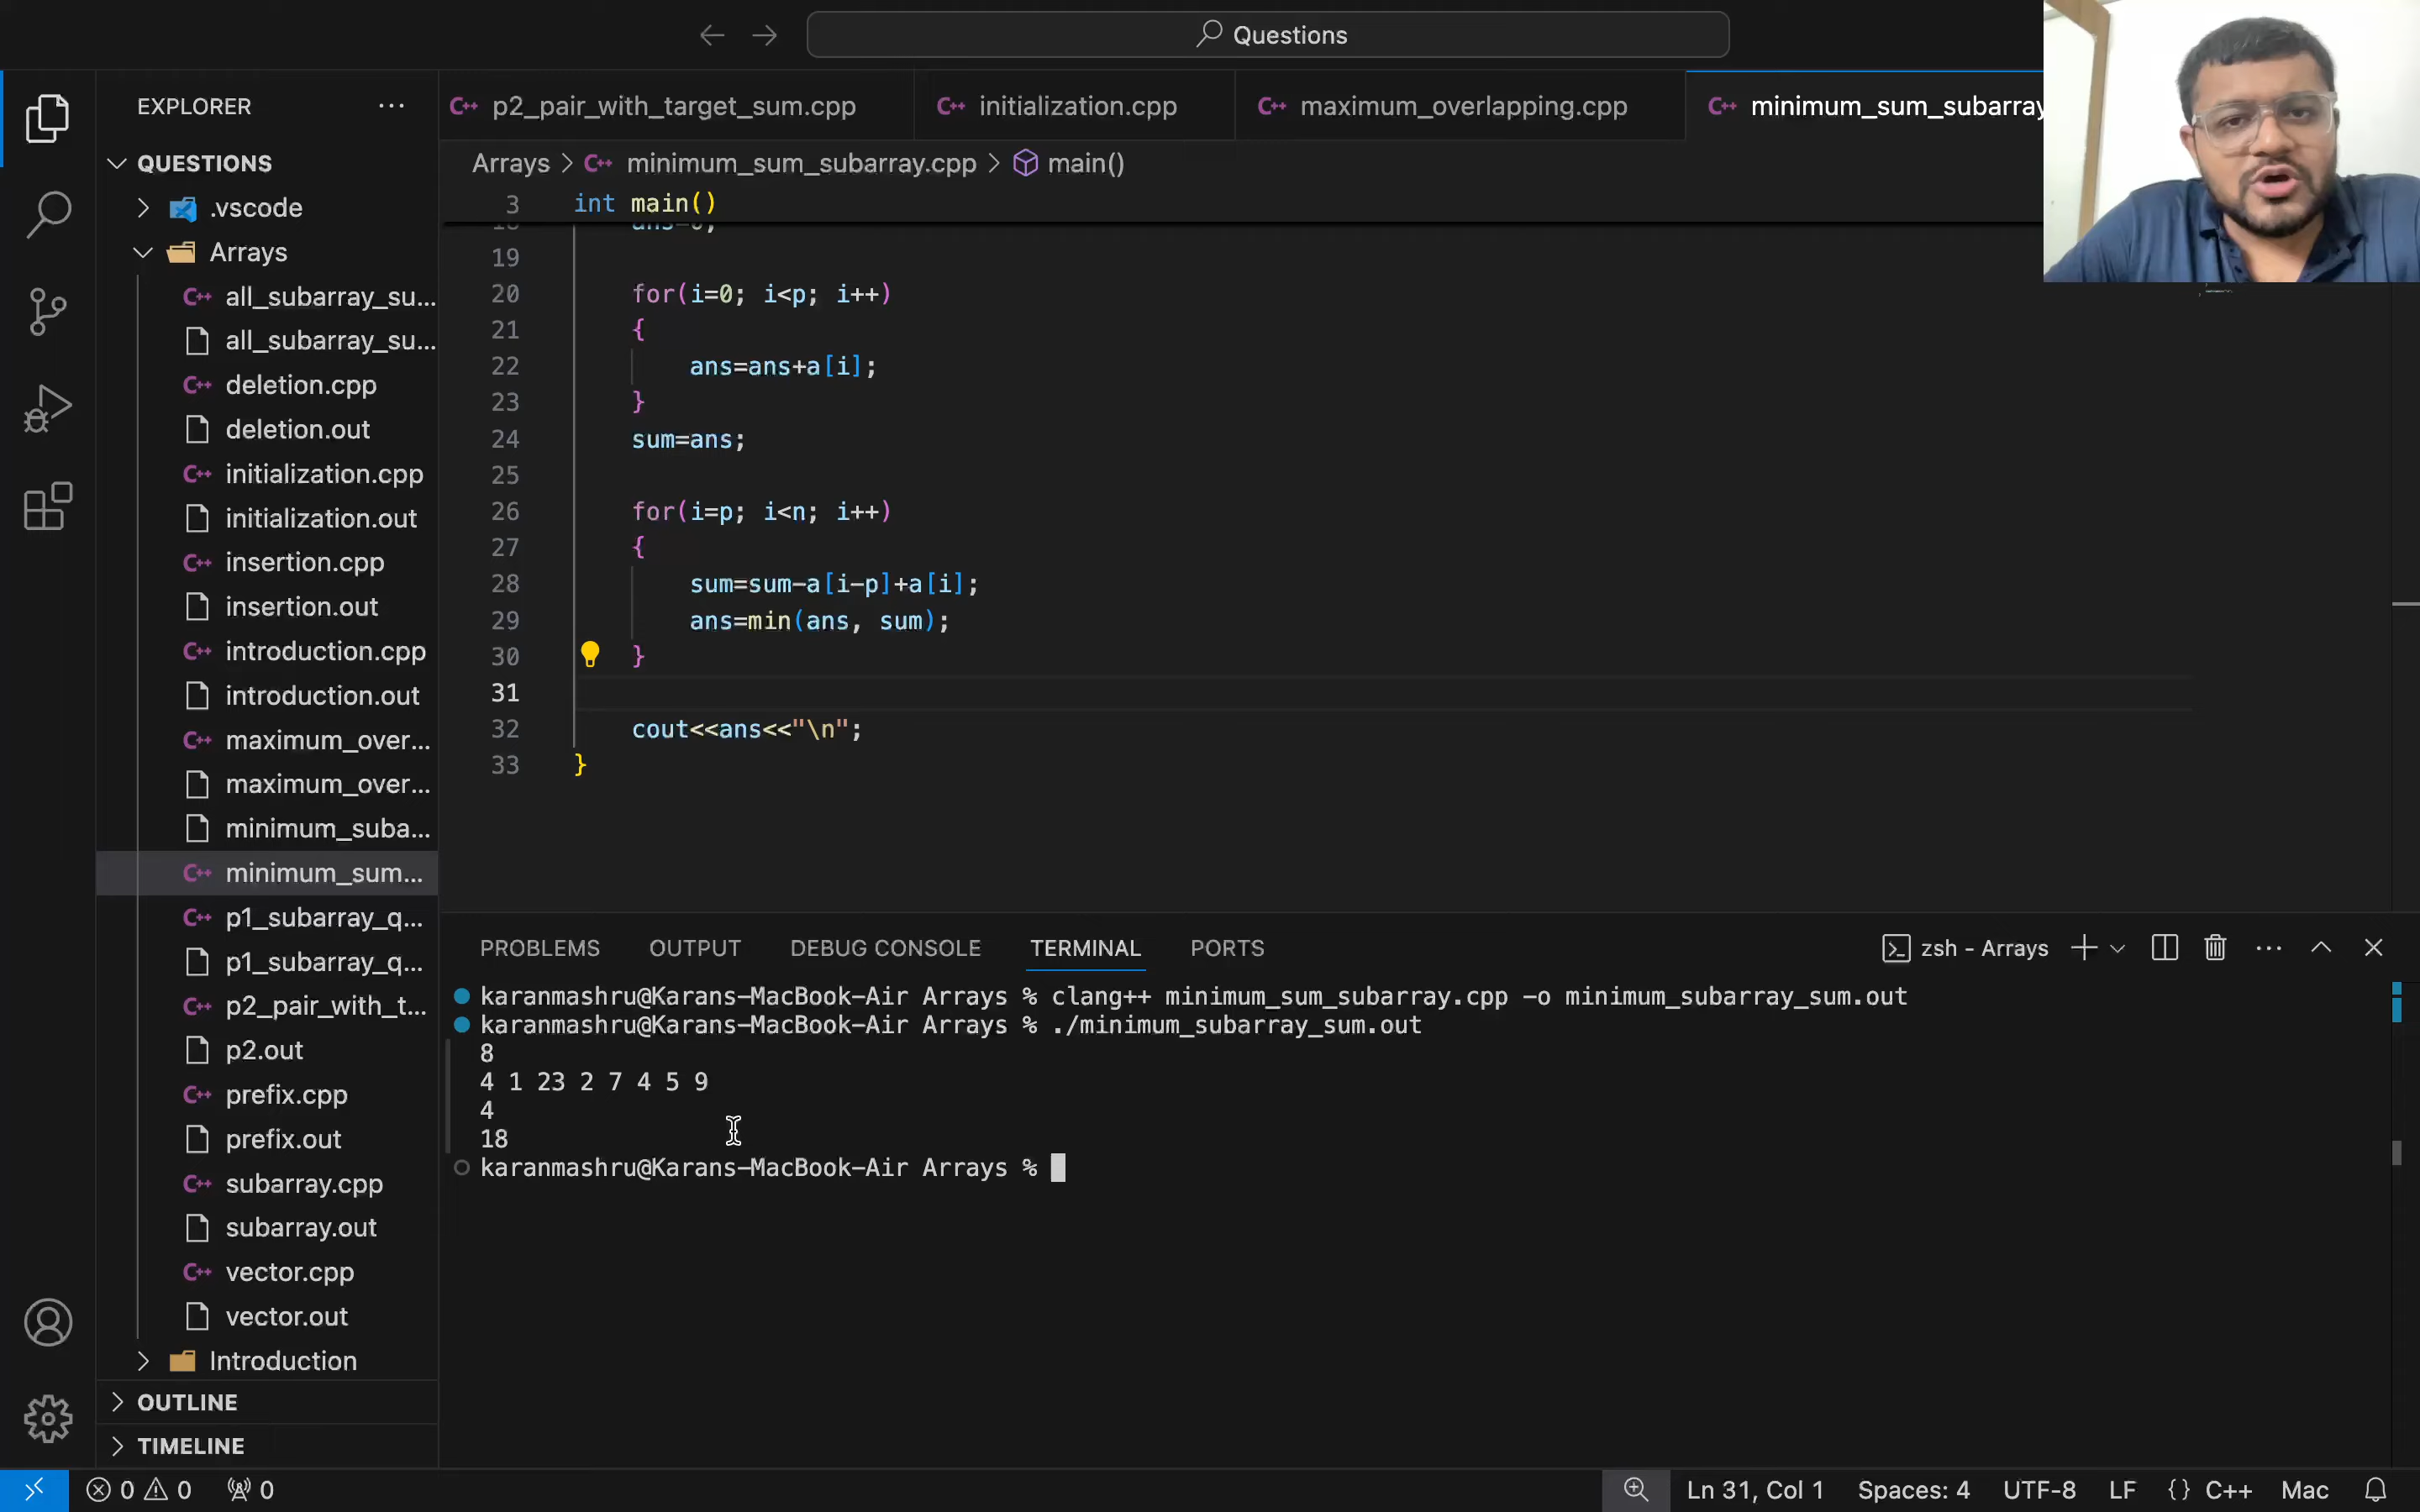 Questions
EXPLORER
QUESTIONS
.vscode
Arrays
all_subarray_su...
all_subarray_su...
deletion.cpp
deletion.out
initialization.cpp
initialization.out
insertion.cpp
insertion.out
introduction.cpp
introduction.out
maximum_over...
maximum_over...
minimum_suba...
minimum_sum...
p1_subarray_q...
p1_subarray_q...
p2_pair_with_t...
p2.out
prefix.cpp
prefix.out
subarray.cpp
subarray.out
vector.cpp
vector.out
Introduction
OUTLINE
TIMELINE
p2_pair_with_target_sum.cpp initialization.cpp maximum_overlapping.cpp minimum_sum_subarray
Arrays > minimum_sum_subarray.cpp > main()
3 int main()
18 ans=0;
19
20 for(i=0; i<p; i++)
21 {
22 ans=ans+a[i];
23 }
24 sum=ans;
25
26 for(i=p; i<n; i++)
27 {
28 sum=sum-a[i-p]+a[i];
29 ans=min(ans, sum);
30 }
31
32 cout<<ans<<"\n";
33 }
PROBLEMS OUTPUT DEBUG CONSOLE TERMINAL PORTS zsh - Arrays
karanmashru@Karans-MacBook-Air Arrays % clang++ minimum_sum_subarray.cpp -o minimum_subarray_sum.out
karanmashru@Karans-MacBook-Air Arrays % ./minimum_subarray_sum.out
8
4 1 23 2 7 4 5 9
4
18
karanmashru@Karans-MacBook-Air Arrays %
0 0 0 Ln 31, Col 1 Spaces: 4 UTF-8 LF {} C++ Mac